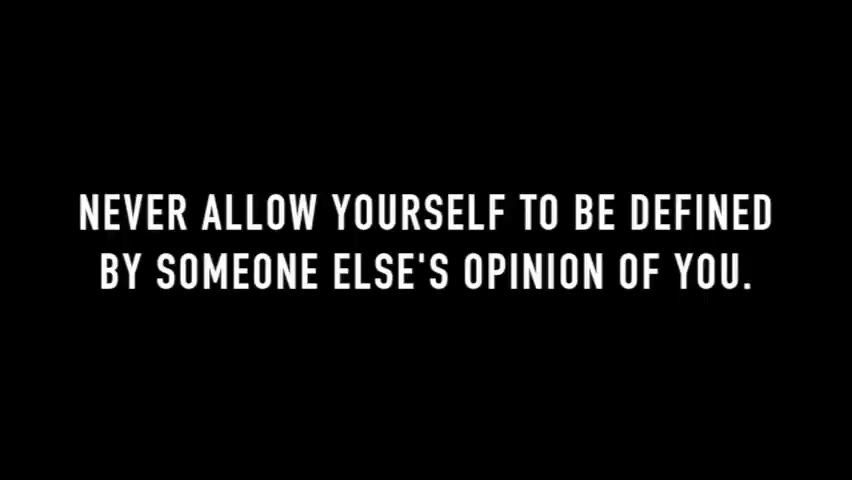 NEVER ALLOW YOURSELF TO BE DEFINED
BY SOMEONE ELSE'S OPINION OF YOU.